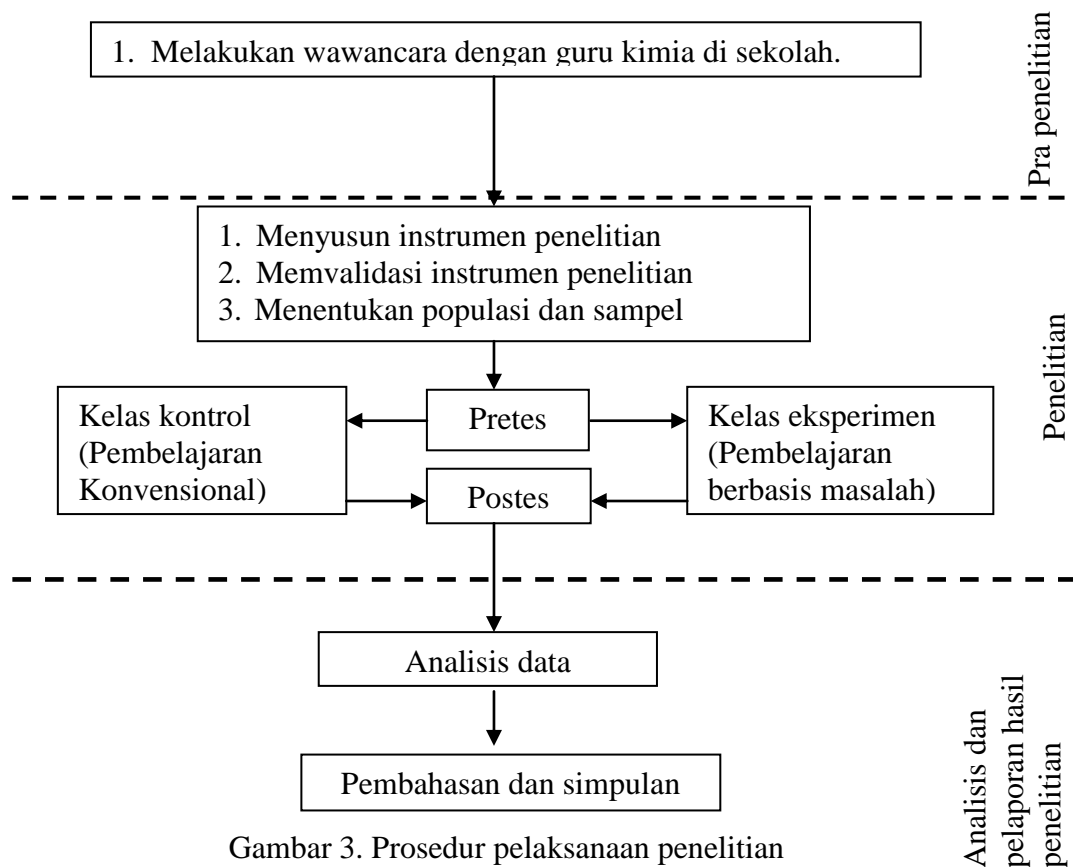 1. Melakukan wawancara dengan guru kimia di sekolah.
Pra penelitian
1. Menyusun instrumen penelitian
2. Memvalidasi instrumen penelitian
3. Menentukan populasi dan sampel
Penelitian
Kelas kontrol
(Pembelajaran
Konvensional)
Pretes
Kelas eksperimen
(Pembelajaran
berbasis masalah)
Postes
Analisis data
Pembahasan dan simpulan
Analisis dan
pelaporan hasil
penelitian
Gambar 3. Prosedur pelaksanaan penelitian